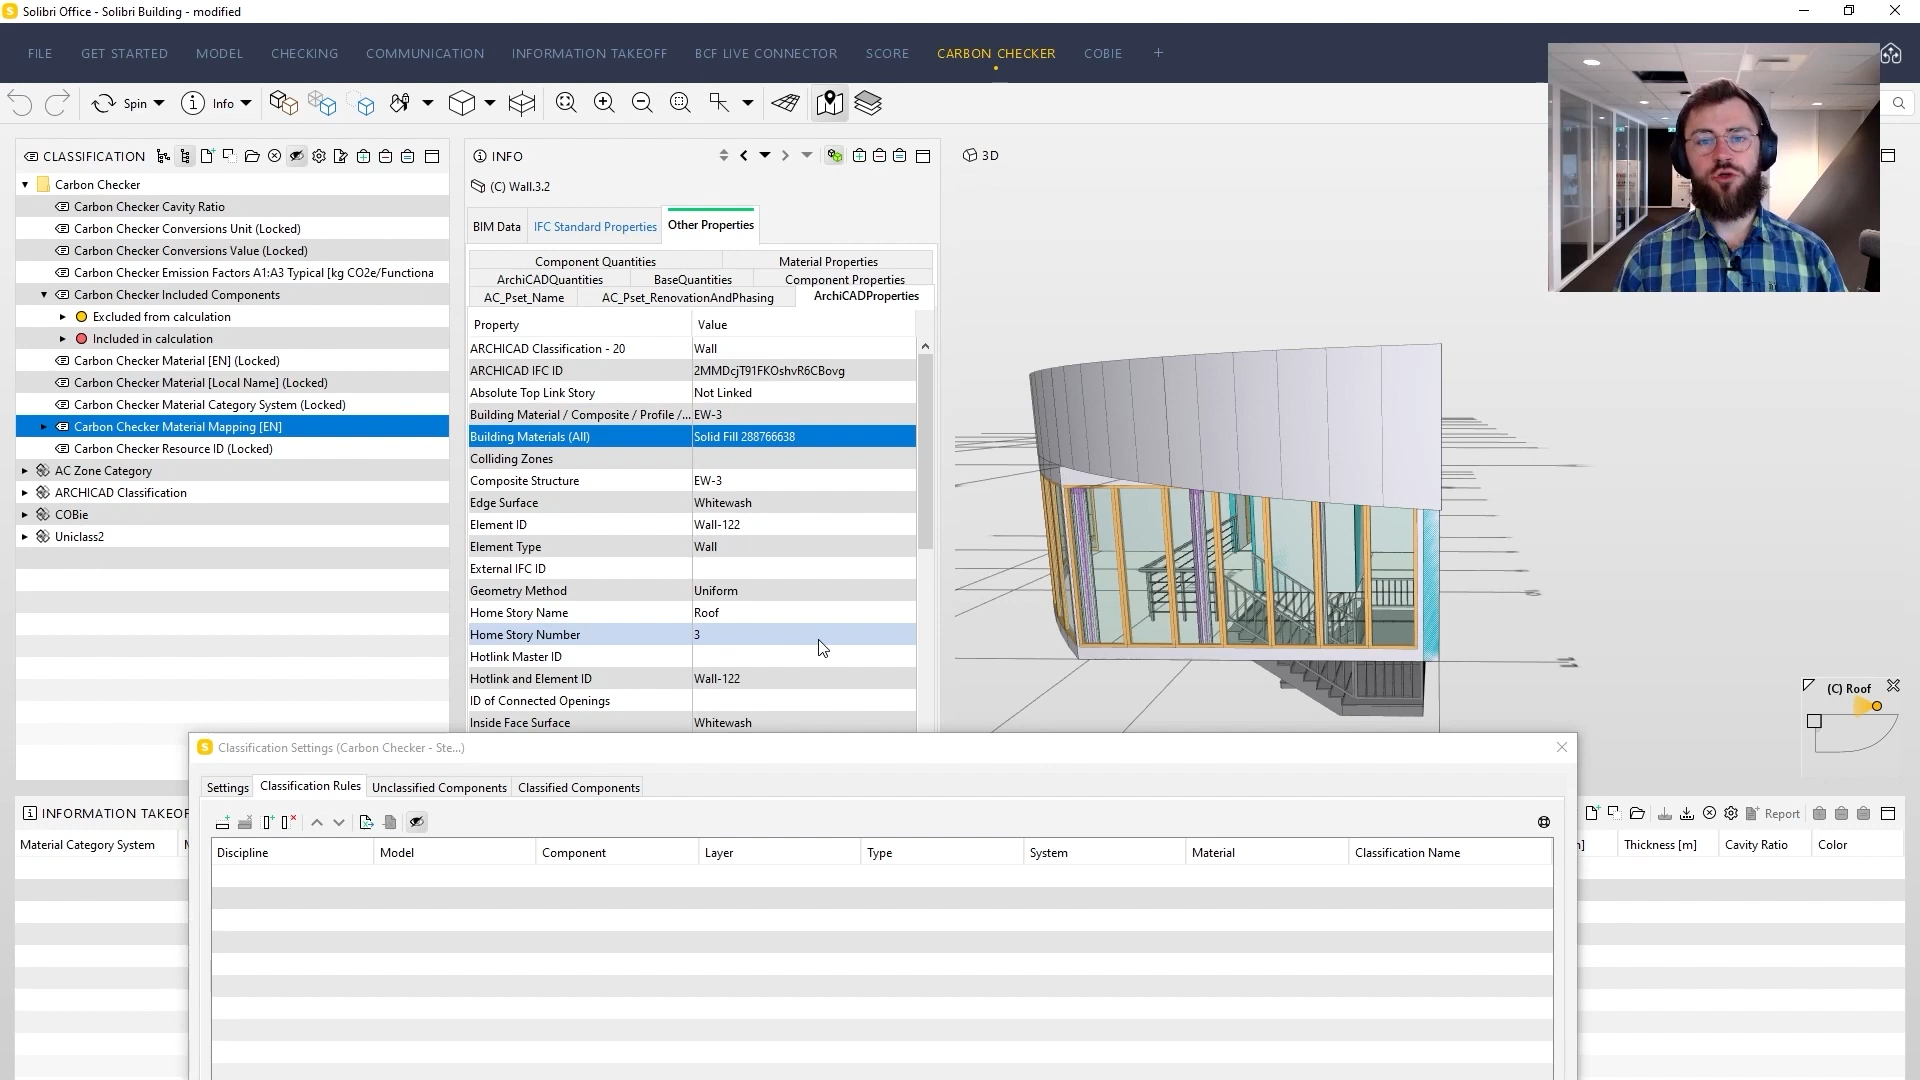 Solibri Office - Solibri Building - modified
FILE GET STARTED MODEL CHECKING COMMUNICATION INFORMATION TAKEOFF BCF LIVE CONNECTOR SCORE CARBON CHECKER COBIE +
Spin Info
CLASSIFICATION
Carbon Checker
Carbon Checker Cavity Ratio
Carbon Checker Conversions Unit (Locked)
Carbon Checker Conversions Value (Locked)
Carbon Checker Emission Factors A1:A3 Typical [kg CO2e/Functiona
Carbon Checker Included Components
Excluded from calculation
Included in calculation
Carbon Checker Material [EN] (Locked)
Carbon Checker Material [Local Name] (Locked)
Carbon Checker Material Category System (Locked)
Carbon Checker Material Mapping [EN]
Carbon Checker Resource ID (Locked)
AC Zone Category
ARCHICAD Classification
COBie
Uniclass2
INFO
(C) Wall.3.2
BIM Data IFC Standard Properties Other Properties
Component Quantities Material Properties
ArchiCADQuantities BaseQuantities Component Properties
AC_Pset_Name AC_Pset_RenovationAndPhasing ArchiCADProperties
Property Value
ARCHICAD Classification - 20 Wall
ARCHICAD IFC ID 2MMDcjT91FKOshvR6CBovg
Absolute Top Link Story Not Linked
Building Material / Composite / Profile /... EW-3
Building Materials (All) Solid Fill 288766638
Colliding Zones
Composite Structure EW-3
Edge Surface Whitewash
Element ID Wall-122
Element Type Wall
External IFC ID
Geometry Method Uniform
Home Story Name Roof
Home Story Number 3
Hotlink Master ID
Hotlink and Element ID Wall-122
ID of Connected Openings
Inside Face Surface Whitewash
3D
(C) Roof
Classification Settings (Carbon Checker - Ste...)
Settings Classification Rules Unclassified Components Classified Components
Discipline Model Component Layer Type System Material Classification Name
INFORMATION TAKEOF
Report
Material Category System
Thickness [m] Cavity Ratio Color